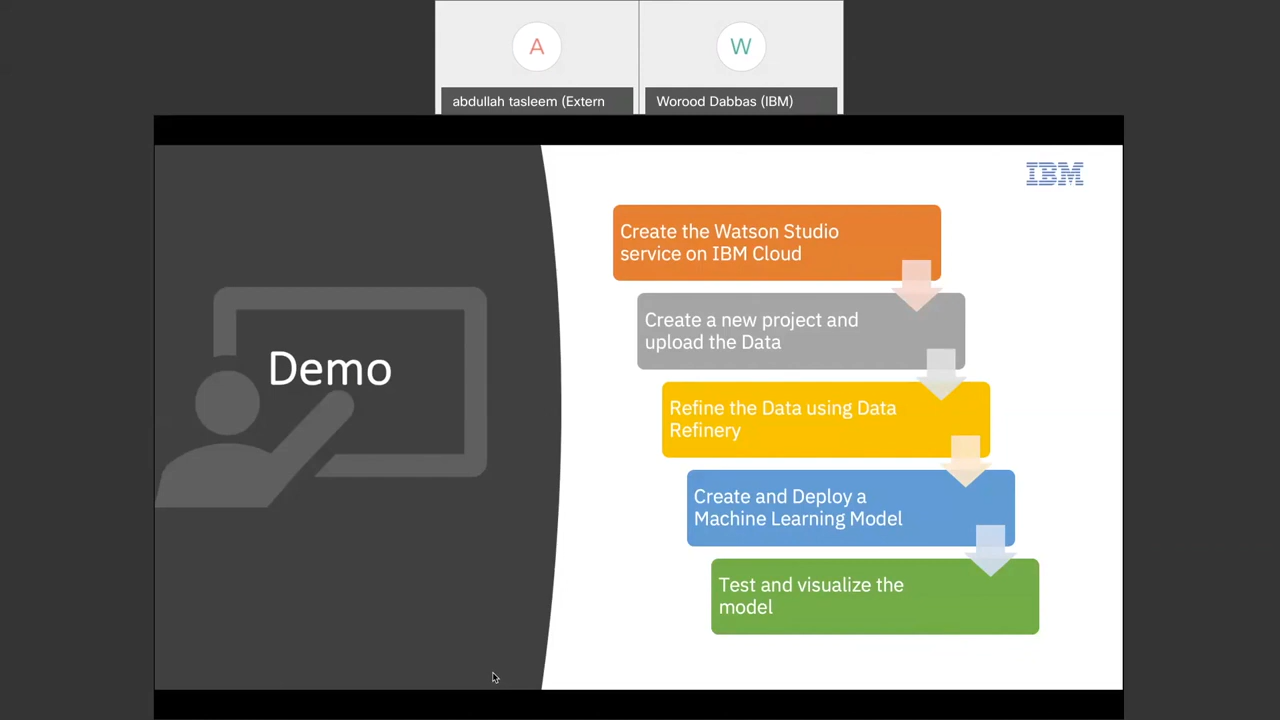 A
W
abdullah tasleem (Extern
Worood Dabbas (IBM)
IBM
Create the Watson Studio
service on IBM Cloud
Create a new project and
upload the Data
Demo
Refine the Data using Data
Refinery
Create and Deploy a
Machine Learning Model
Test and visualize the
model